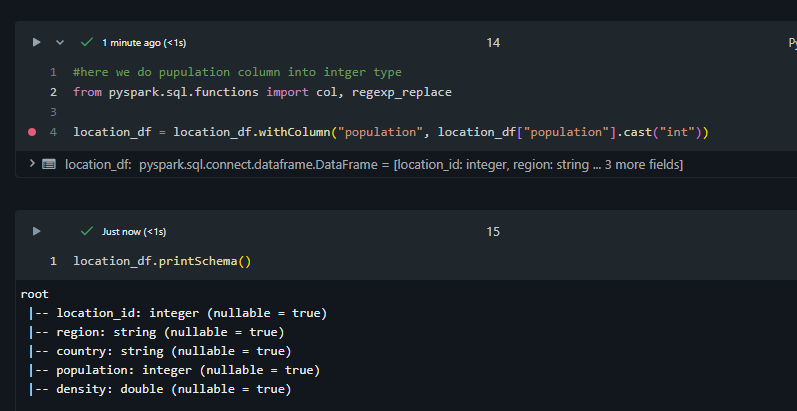 1 minute ago (<1s)
14
1 #here we do pupulation column into intger type
2 from pyspark.sql.functions import col, regexp_replace
3
4 location_df = location_df.withColumn("population", location_df["population"].cast("int"))
location_df: pyspark.sql.connect.dataframe.DataFrame = [location_id: integer, region: string ... 3 more fields]
Just now (<1s)
15
1 location_df.printSchema()
root
|-- location_id: integer (nullable = true)
|-- region: string (nullable = true)
|-- country: string (nullable = true)
|-- population: integer (nullable = true)
|-- density: double (nullable = true)